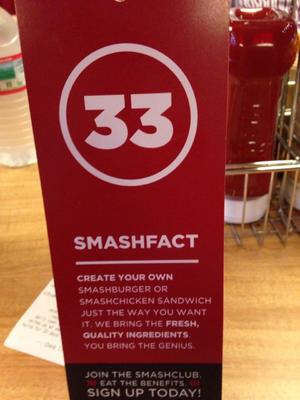 33
SMASHFACT
CREATE YOUR OWN
SMASHBURGER OR
SMASHCHICKEN SANDWICH
JUST THE WAY YOU WANT
IT. WE BRING THE FRESH,
QUALITY INGREDIENTS.
YOU BRING THE GENIUS.
JOIN THE SMASHCLUB.
EAT THE BENEFITS.
SIGN UP TODAY!